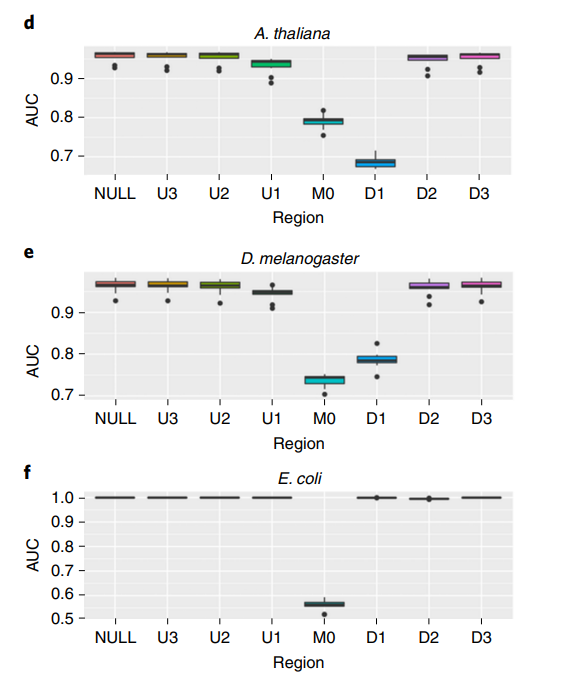 d
A. thaliana
0.9
0.8
0.7
AUC
NULL U3 U2 U1 M0 D1 D2 D3
Region
e
D. melanogaster
0.9
0.8
0.7
AUC
NULL U3 U2 U1 M0 D1 D2 D3
Region
f
E. coli
1.0
0.9
0.8
0.7
0.6
0.5
AUC
NULL U3 U2 U1 M0 D1 D2 D3
Region